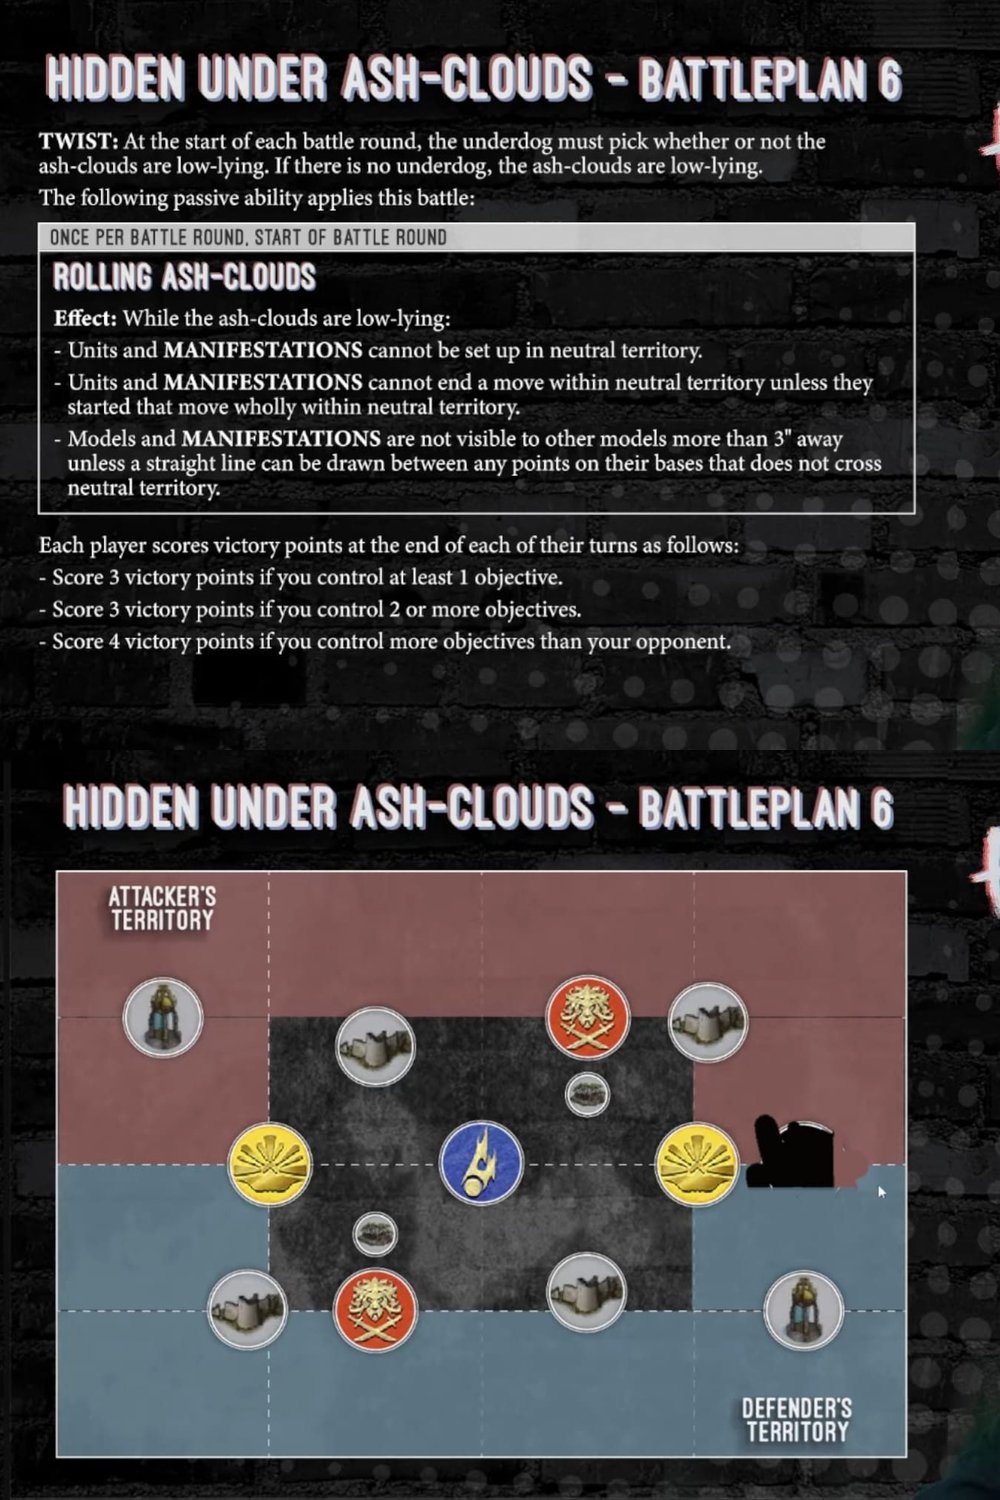 HIDDEN UNDER ASH-CLOUDS - BATTLEPLAN 6
TWIST: At the start of each battle round, the underdog must pick whether or not the
ash-clouds are low-lying. If there is no underdog, the ash-clouds are low-lying.
The following passive ability applies this battle:
ONCE PER BATTLE ROUND, START OF BATTLE ROUND
ROLLING ASH-CLOUDS
Effect: While the ash-clouds are low-lying:
- Units and MANIFESTATIONS cannot be set up in neutral territory.
- Units and MANIFESTATIONS cannot end a move within neutral territory unless they
started that move wholly within neutral territory.
- Models and MANIFESTATIONS are not visible to other models more than 3" away
unless a straight line can be drawn between any points on their bases that does not cross
neutral territory.
Each player scores victory points at the end of each of their turns as follows:
- Score 3 victory points if you control at least 1 objective.
- Score 3 victory points if you control 2 or more objectives.
- Score 4 victory points if you control more objectives than your opponent.
HIDDEN UNDER ASH-CLOUDS - BATTLEPLAN 6
ATTACKER'S
TERRITORY
DEFENDER'S
TERRITORY